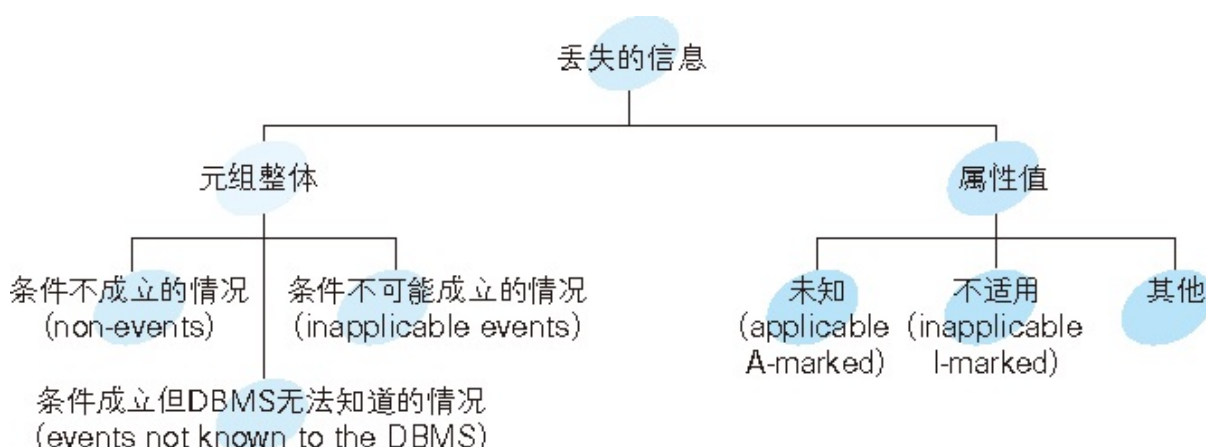 丢失的信息
元组整体
属性值
条件不成立的情况
(non-events)
条件不可能成立的情况
(inapplicable events)
条件成立但DBMS无法知道的情况
(events not known to the DBMS)
未知
(applicable
A-marked)
不适用
(inapplicable
I-marked)
其他